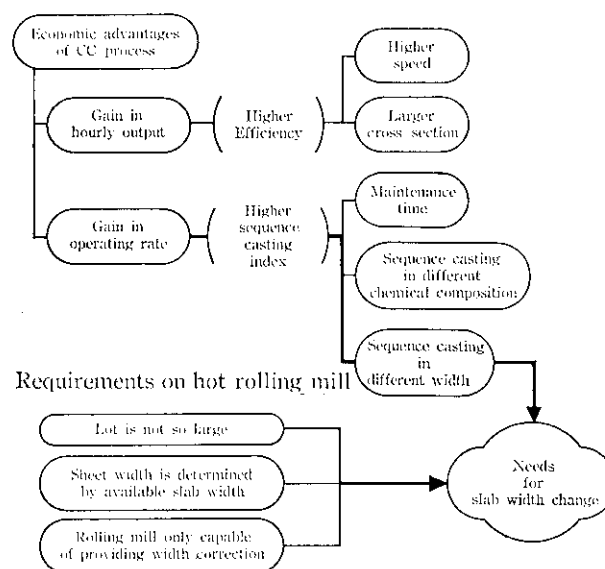 Economic advantages
of CC process
Higher
speed
Gain in
hourly output
Higher
Efficiency
Larger
cross section
Gain in
operating rate
Higher
sequence
casting
index
Maintenance
time
Sequence casting
in different
chemical composition
Sequence casting
in
different width
Requirements on hot rolling mill
Lot is not so large
Sheet width is determined
by available slab width
Rolling mill only capable
of providing width correction
Needs
for
slab width change